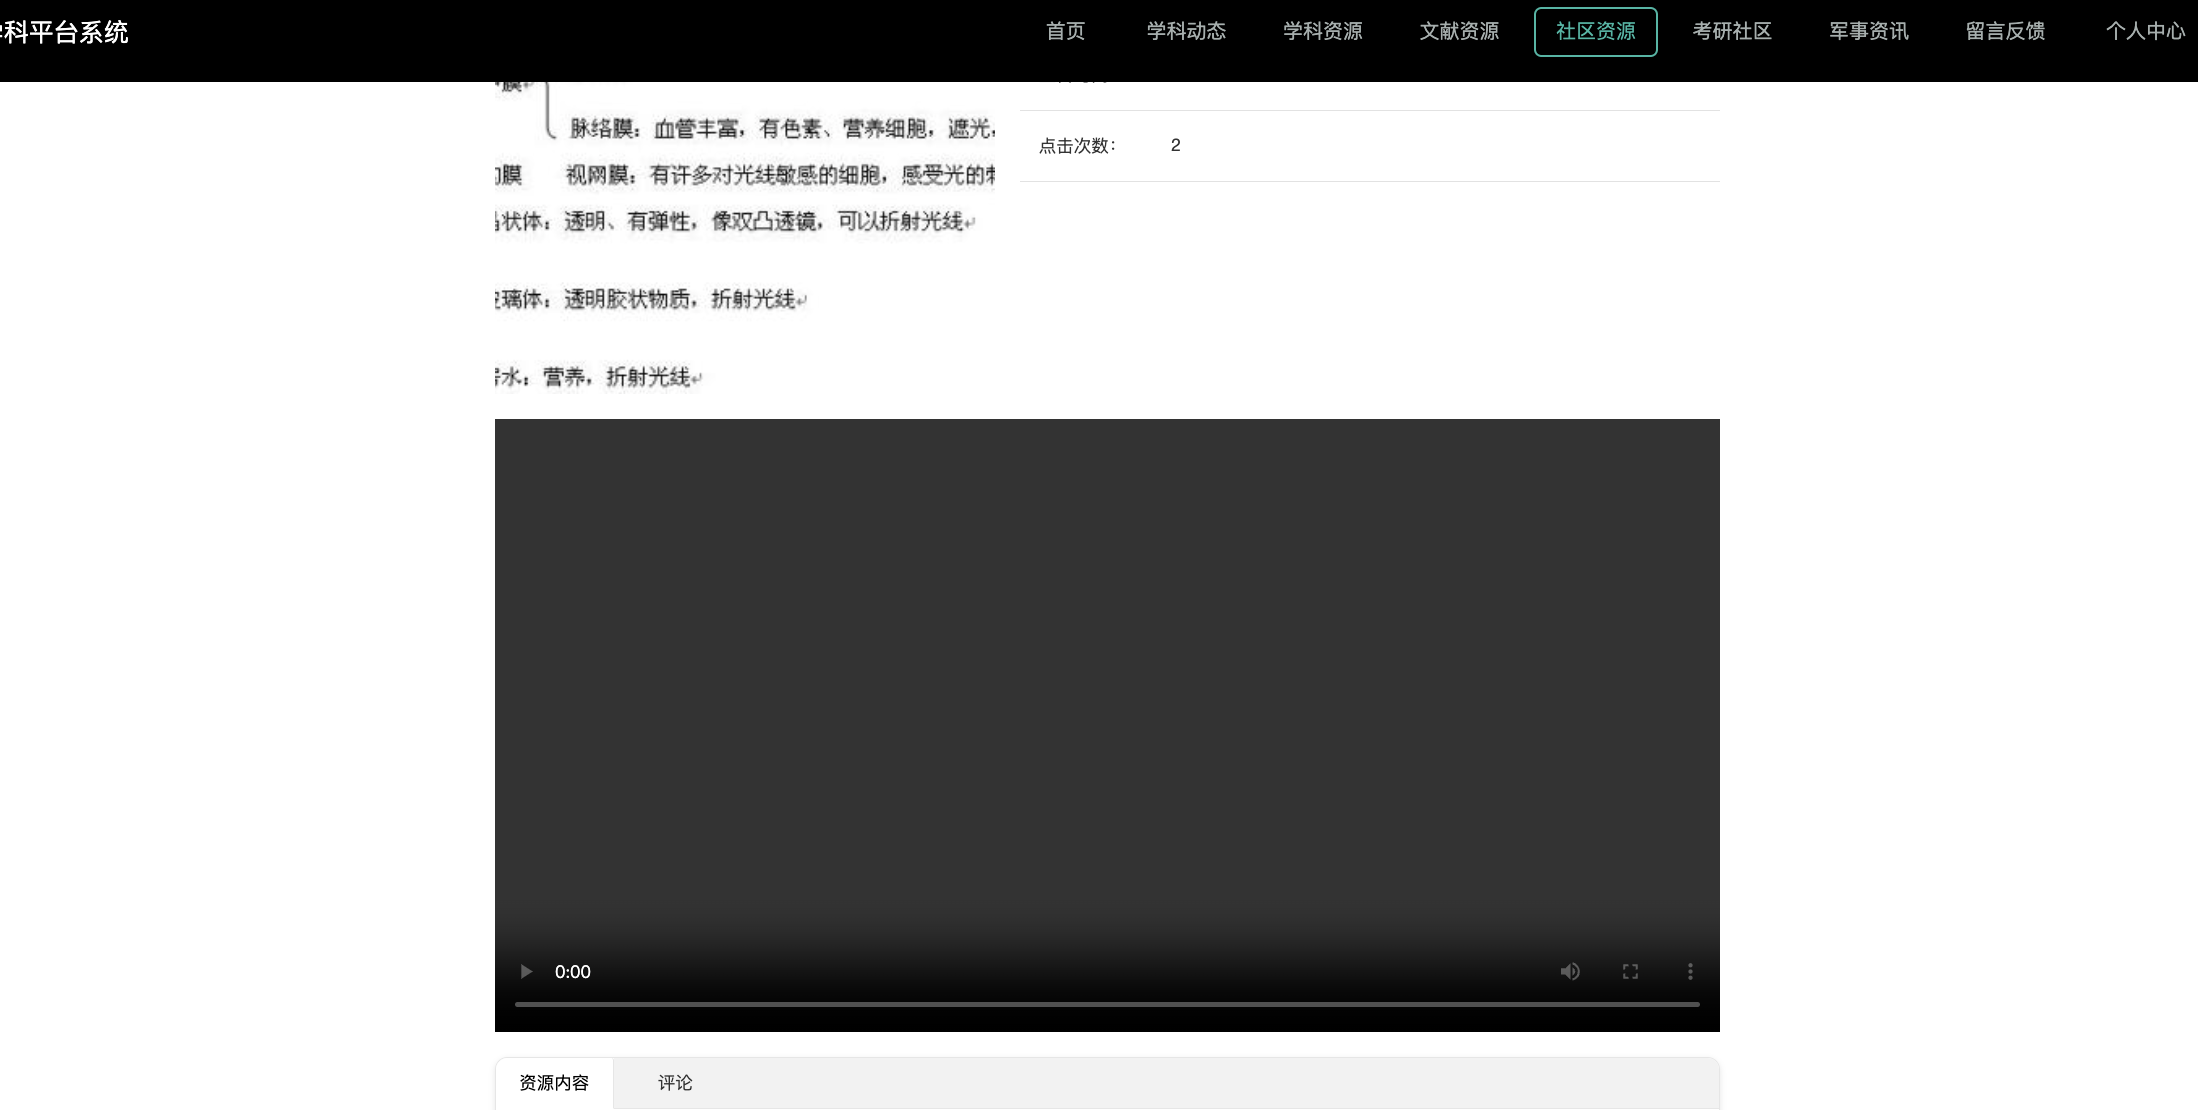 科平台系统
首页 学科动态 学科资源 文献资源 社区资源 考研社区 军事资讯 留言反馈 个人中心
膜↵
脉络膜：血管丰富，有色素、营养细胞，遮光，
膜 视网膜：有许多对光线敏感的细胞，感受光的
状体：透明、有弹性，像双凸透镜，可以折射光线↵
璃体：透明胶状物质，折射光线↵
水：营养，折射光线↵
点击次数： 2
0:00
资源内容 评论